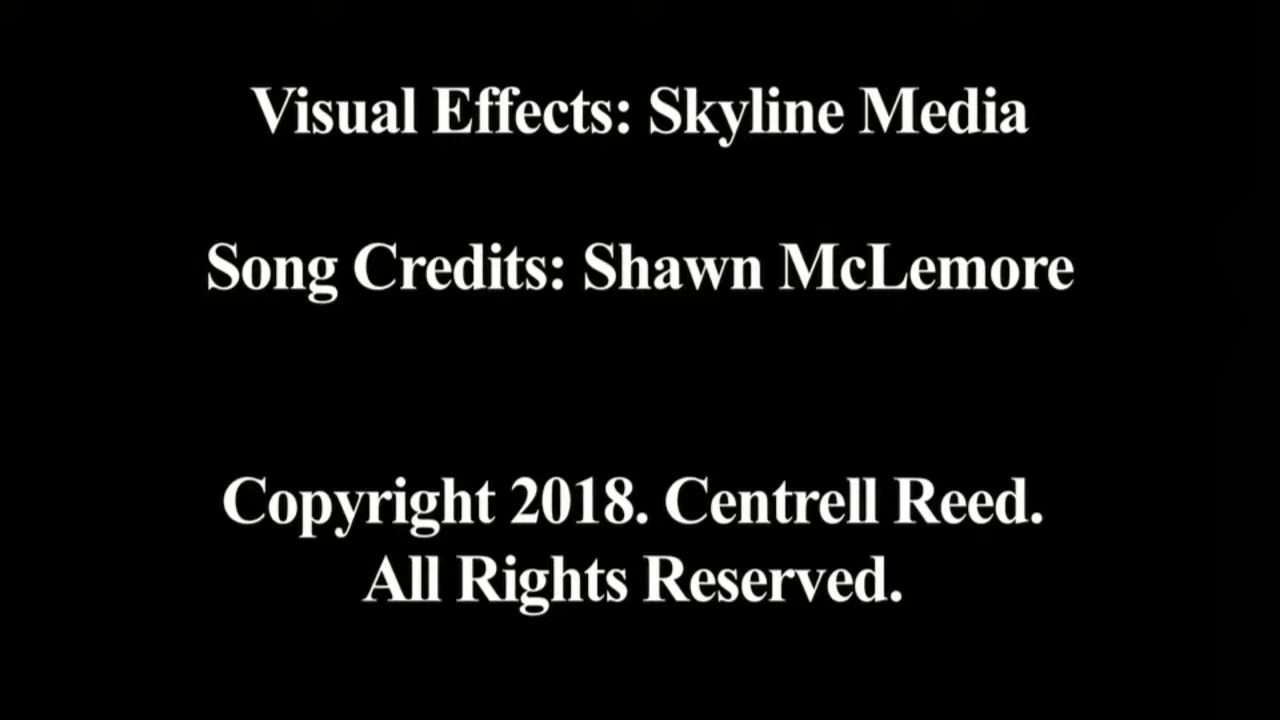 Visual Effects: Skyline Media
Song Credits: Shawn McLemore
Copyright 2018. Centrell Reed.
All Rights Reserved.